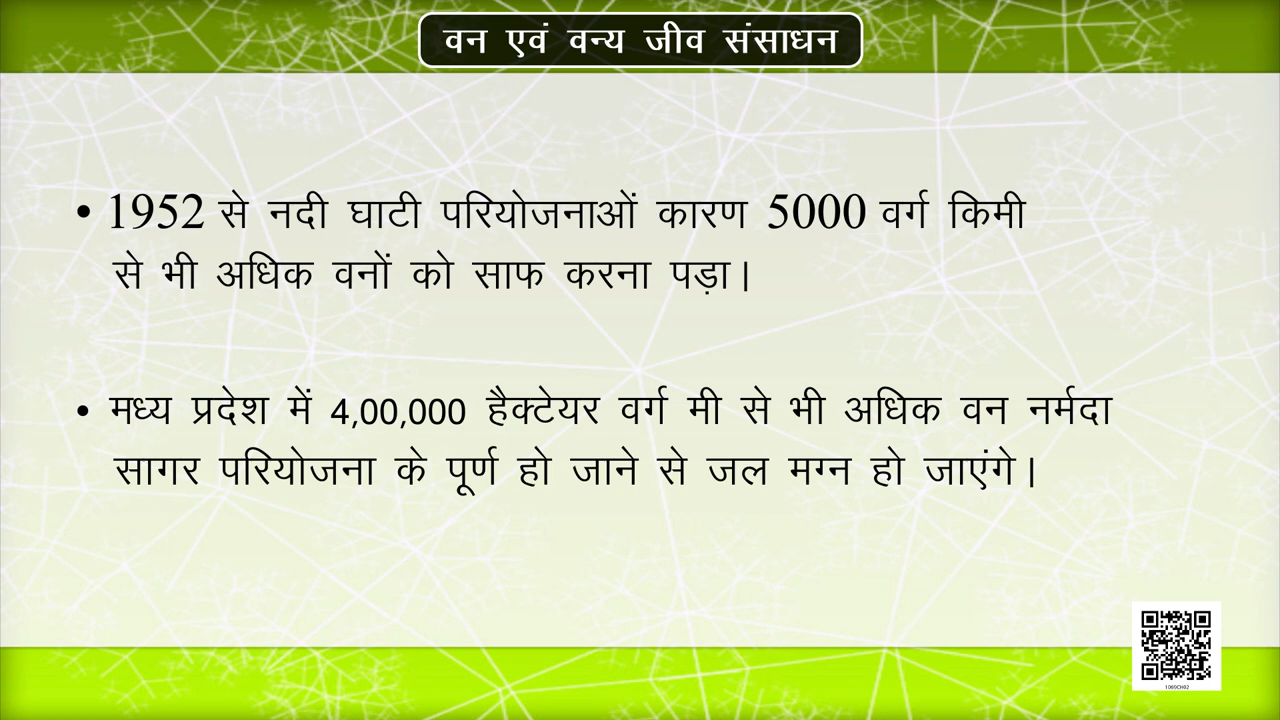 वन एवं वन्य जीव संसाधन
• 1952 से नदी घाटी परियोजनाओं कारण 5000 वर्ग किमी
से भी अधिक वनों को साफ करना पड़ा।
• मध्य प्रदेश में 4,00,000 हैक्टेयर वर्ग मी से भी अधिक वन नर्मदा
सागर परियोजना के पूर्ण हो जाने से जल मग्न हो जाएंगे।
1069CH02